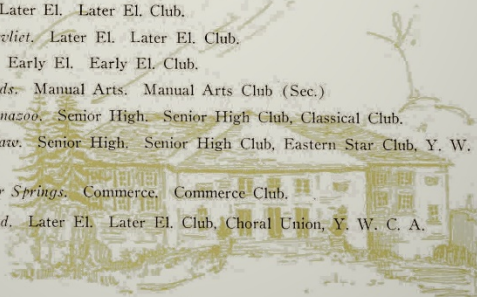 Later El. Later El. Club.
vliet. Later El. Later El. Club.
Early El. Early El. Club.
ds. Manual Arts. Manual Arts Club (Sec.)
mazoo. Senior High. Senior High Club, Classical Club.
aw. Senior High. Senior High Club, Eastern Star Club, Y. W.
r Springs. Commerce. Commerce Club.
d. Later El. Later El. Club, Choral Union, Y. W. C. A.